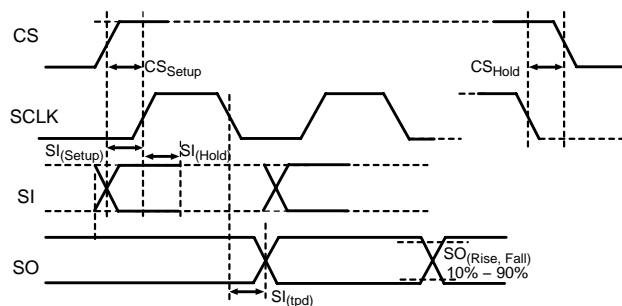 CS
CSSetup
CSHold
SCLK
SI(Setup)
SI(Hold)
SI
SO
SO(Rise, Fall)
10% – 90%
SI(tpd)